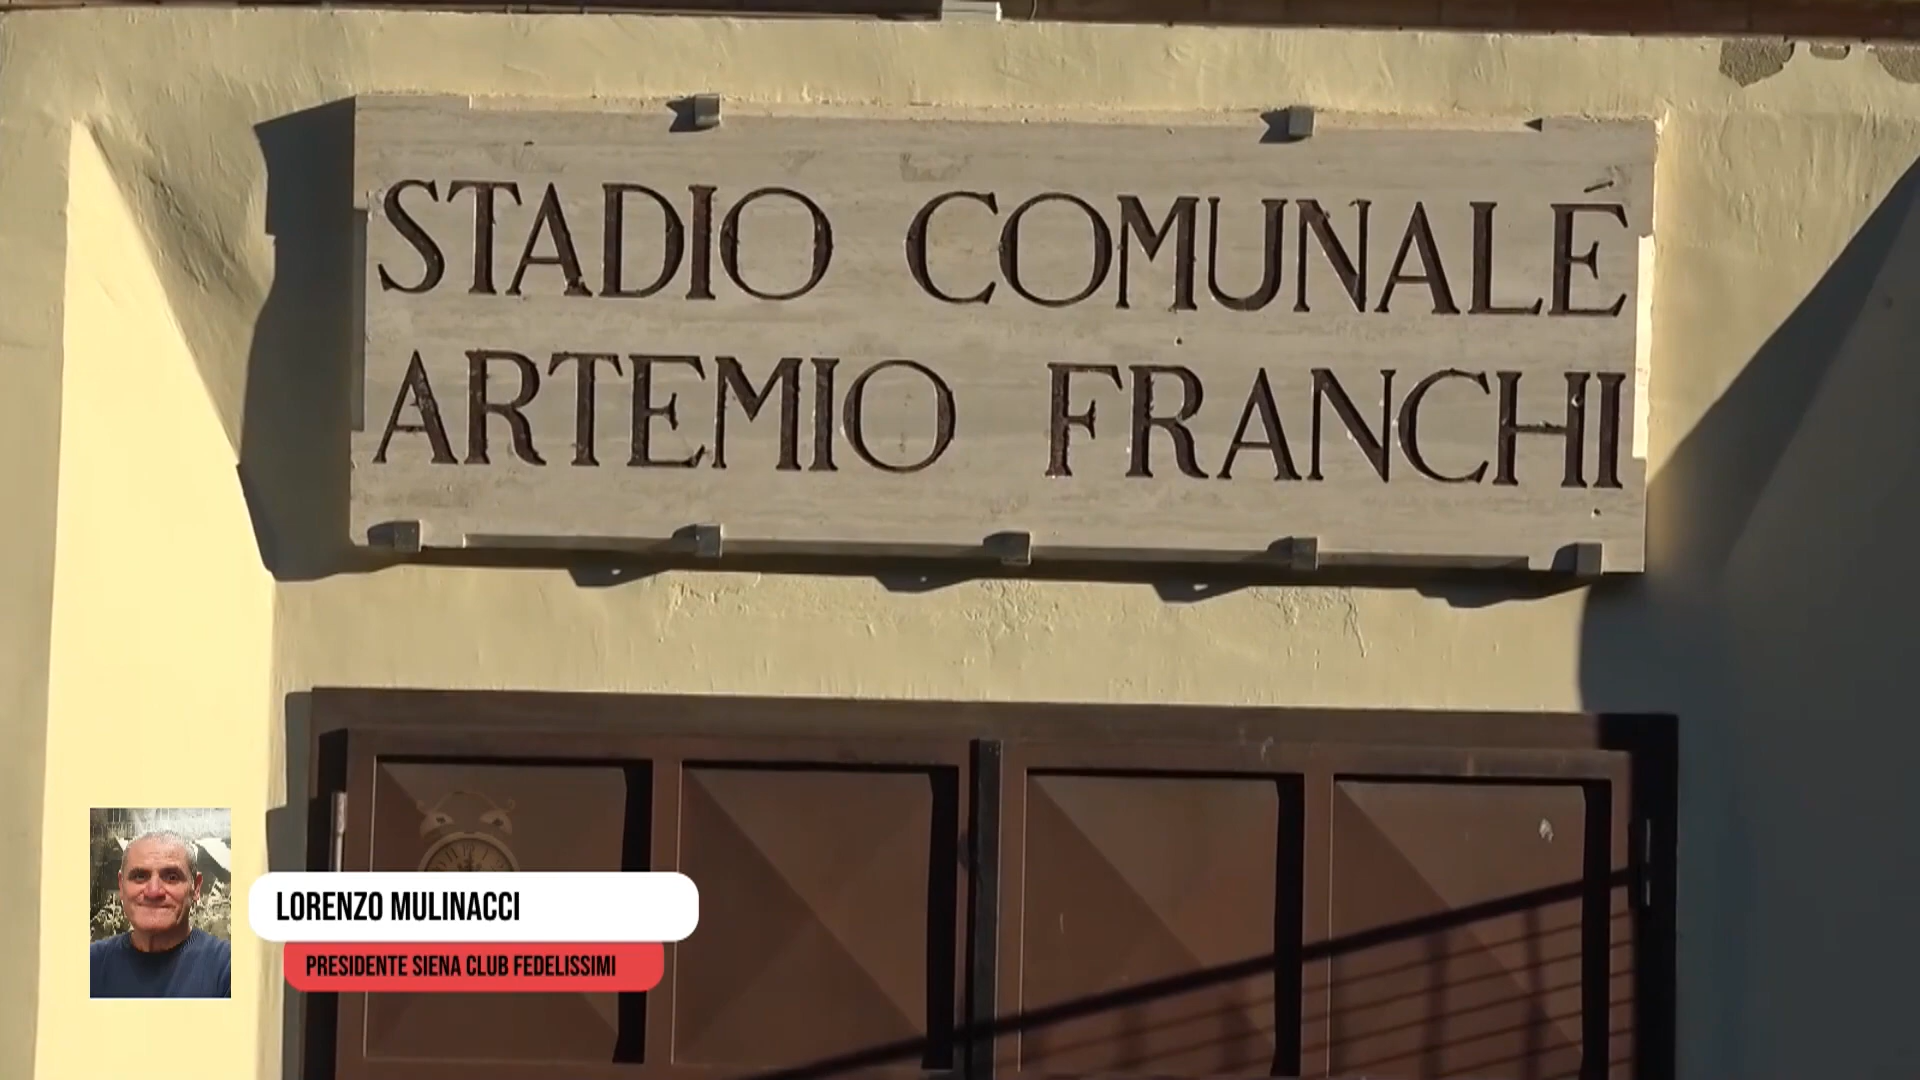 STADIO COMUNALÉ
ARTEMIO FRANCHI
LORENZO MULINACCI
PRESIDENTE SIENA CLUB FEDELISSIMI